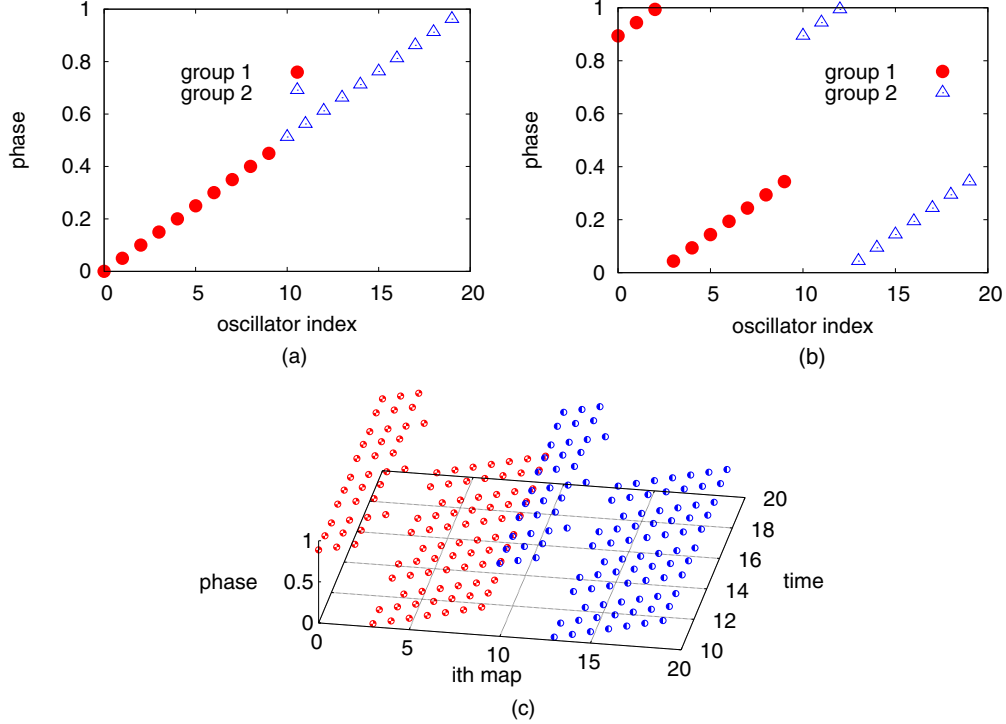 1
0.8
0.6
0.4
0.2
0
0 5 10 15 20
phase
oscillator index
group 1
group 2
(a)
1
0.8
0.6
0.4
0.2
0
0 5 10 15 20
phase
oscillator index
group 1
group 2
(b)
1
0.5
0
phase
0 5 10 15 20
ith map
10
12
14
16
18
20
time
(c)